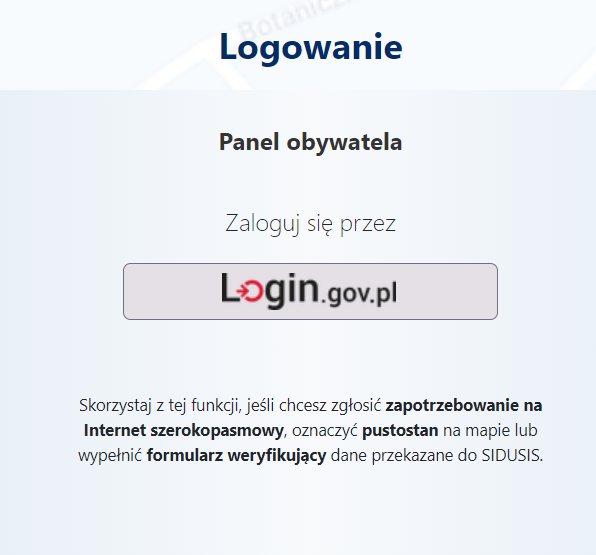 Botanicz
Logowanie
Panel obywatela
Zaloguj się przez
Login.gov.pl
Skorzystaj z tej funkcji, jeśli chcesz zgłosić zapotrzebowanie na
Internet szerokopasmowy, oznaczyć pustostan na mapie lub
wypełnić formularz weryfikujący dane przekazane do SIDUSIS.